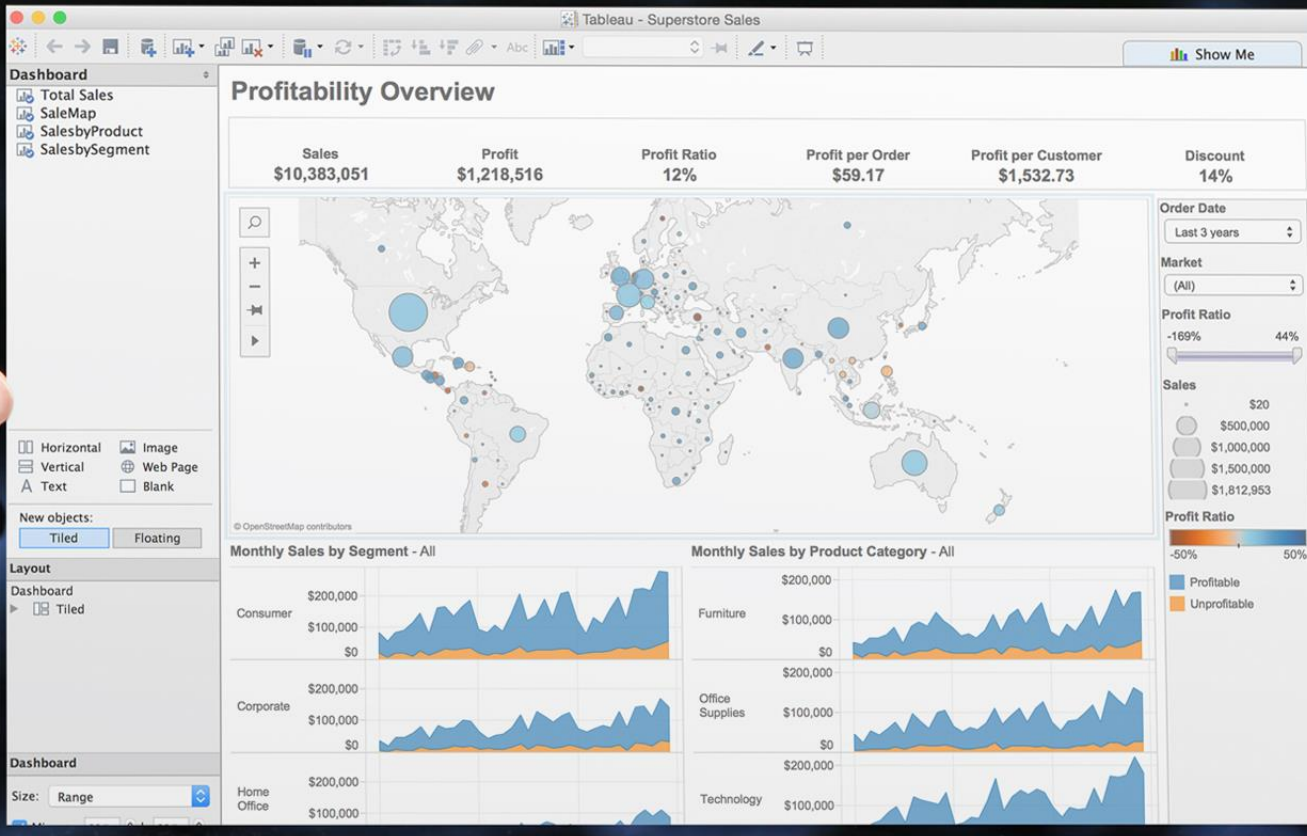 Tableau - Superstore Sales
Abc
Show Me
Dashboard
Total Sales
SaleMap
SalesbyProduct
SalesbySegment
Horizontal
Image
Vertical
Web Page
Text
Blank
New objects:
Tiled
Floating
Layout
Dashboard
Tiled
Dashboard
Size:
Range
Profitability Overview
Sales
$10,383,051
Profit
$1,218,516
Profit Ratio
12%
Profit per Order
$59.17
Profit per Customer
$1,532.73
Discount
14%
© OpenStreetMap contributors
Order Date
Last 3 years
Market
(All)
Profit Ratio
-169% 44%
Sales
$20
$500,000
$1,000,000
$1,500,000
$1,812,953
Profit Ratio
-50% 50%
Profitable
Unprofitable
Monthly Sales by Segment - All
Consumer
$200,000
$100,000
$0
Corporate
$200,000
$100,000
$0
Home
Office
$200,000
$100,000
Monthly Sales by Product Category - All
Furniture
$200,000
$100,000
$0
Office
Supplies
$200,000
$100,000
$0
Technology
$200,000
$100,000